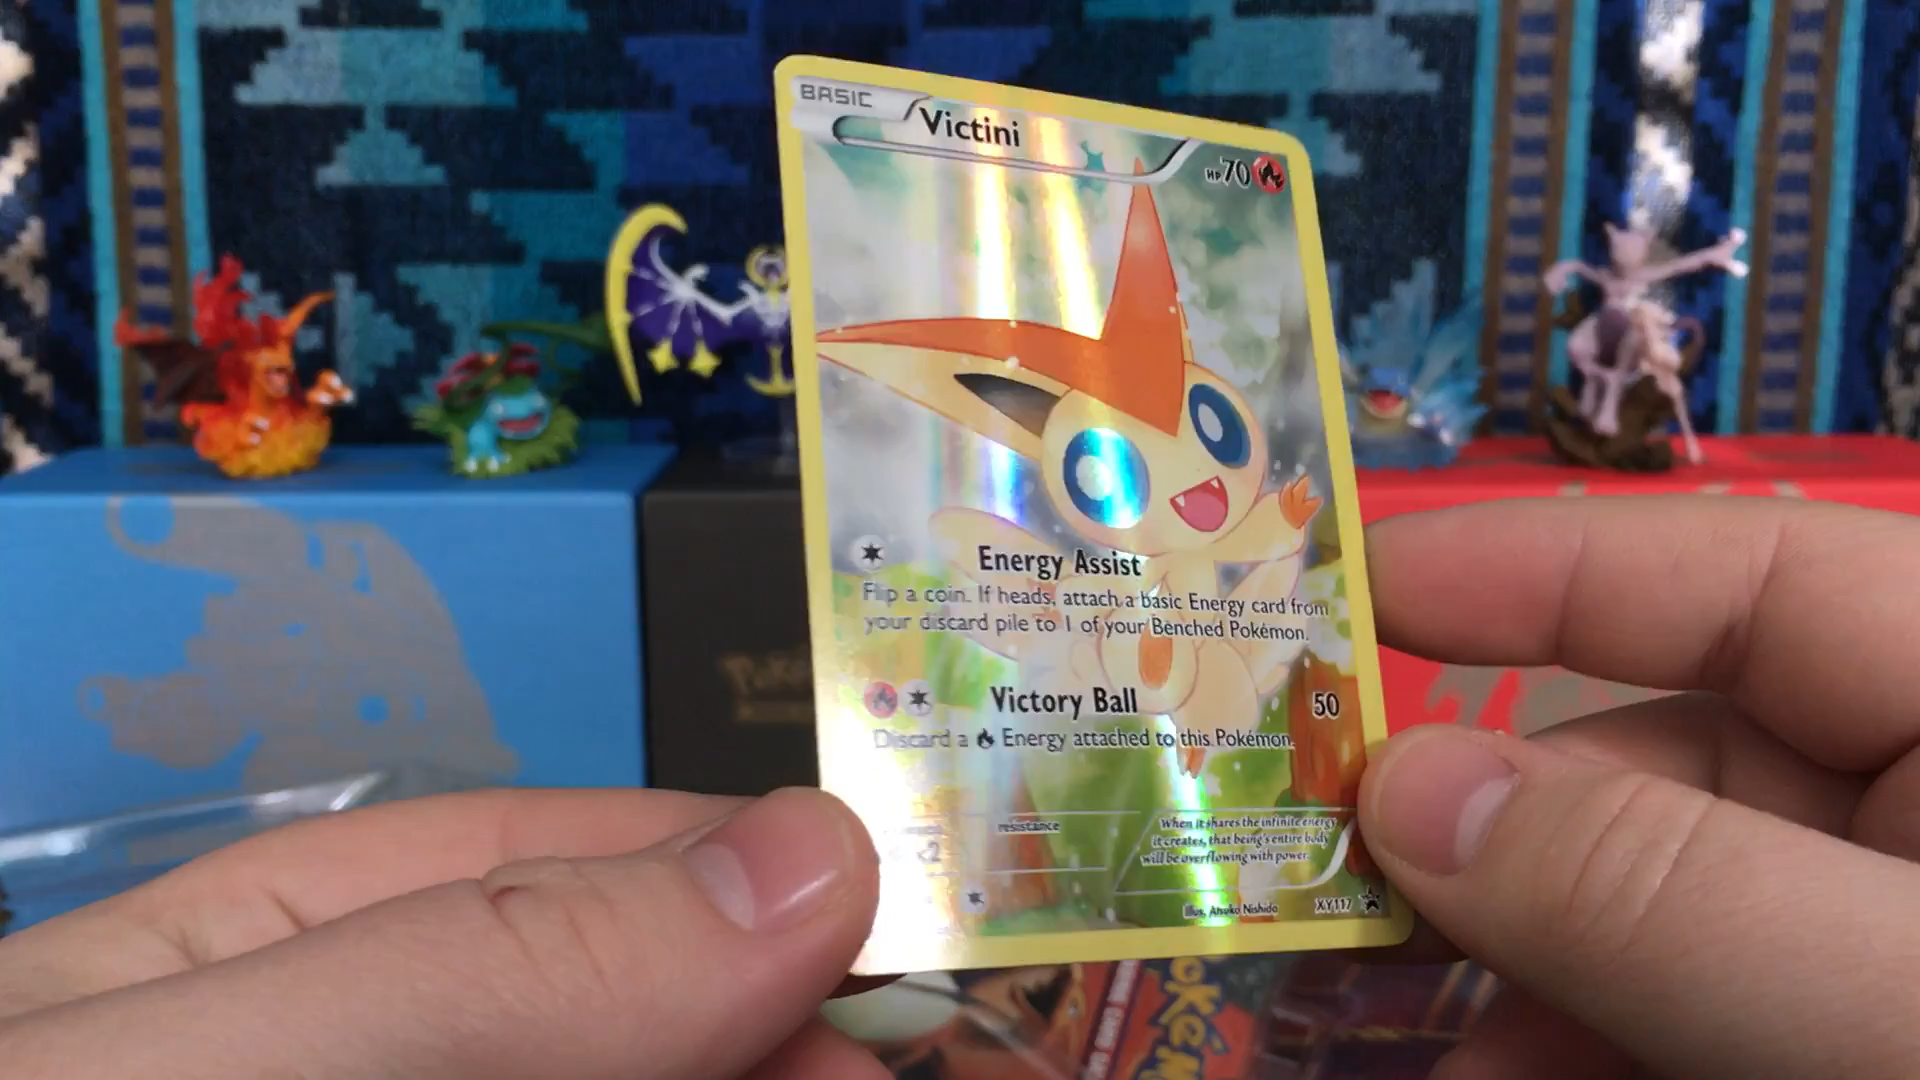 BASIC
Victini
HP70
Energy Assist
Flip a coin. If heads, attach a basic Energy card from
your discard pile to 1 of your Benched Pokémon.
Victory Ball 50
Discard a Energy attached to this Pokémon.
resistance
×2
When it shares the infinite energy
it creates, that being's entire body
will be overflowing with power.
Illus. Atsuko Nishida
XY117